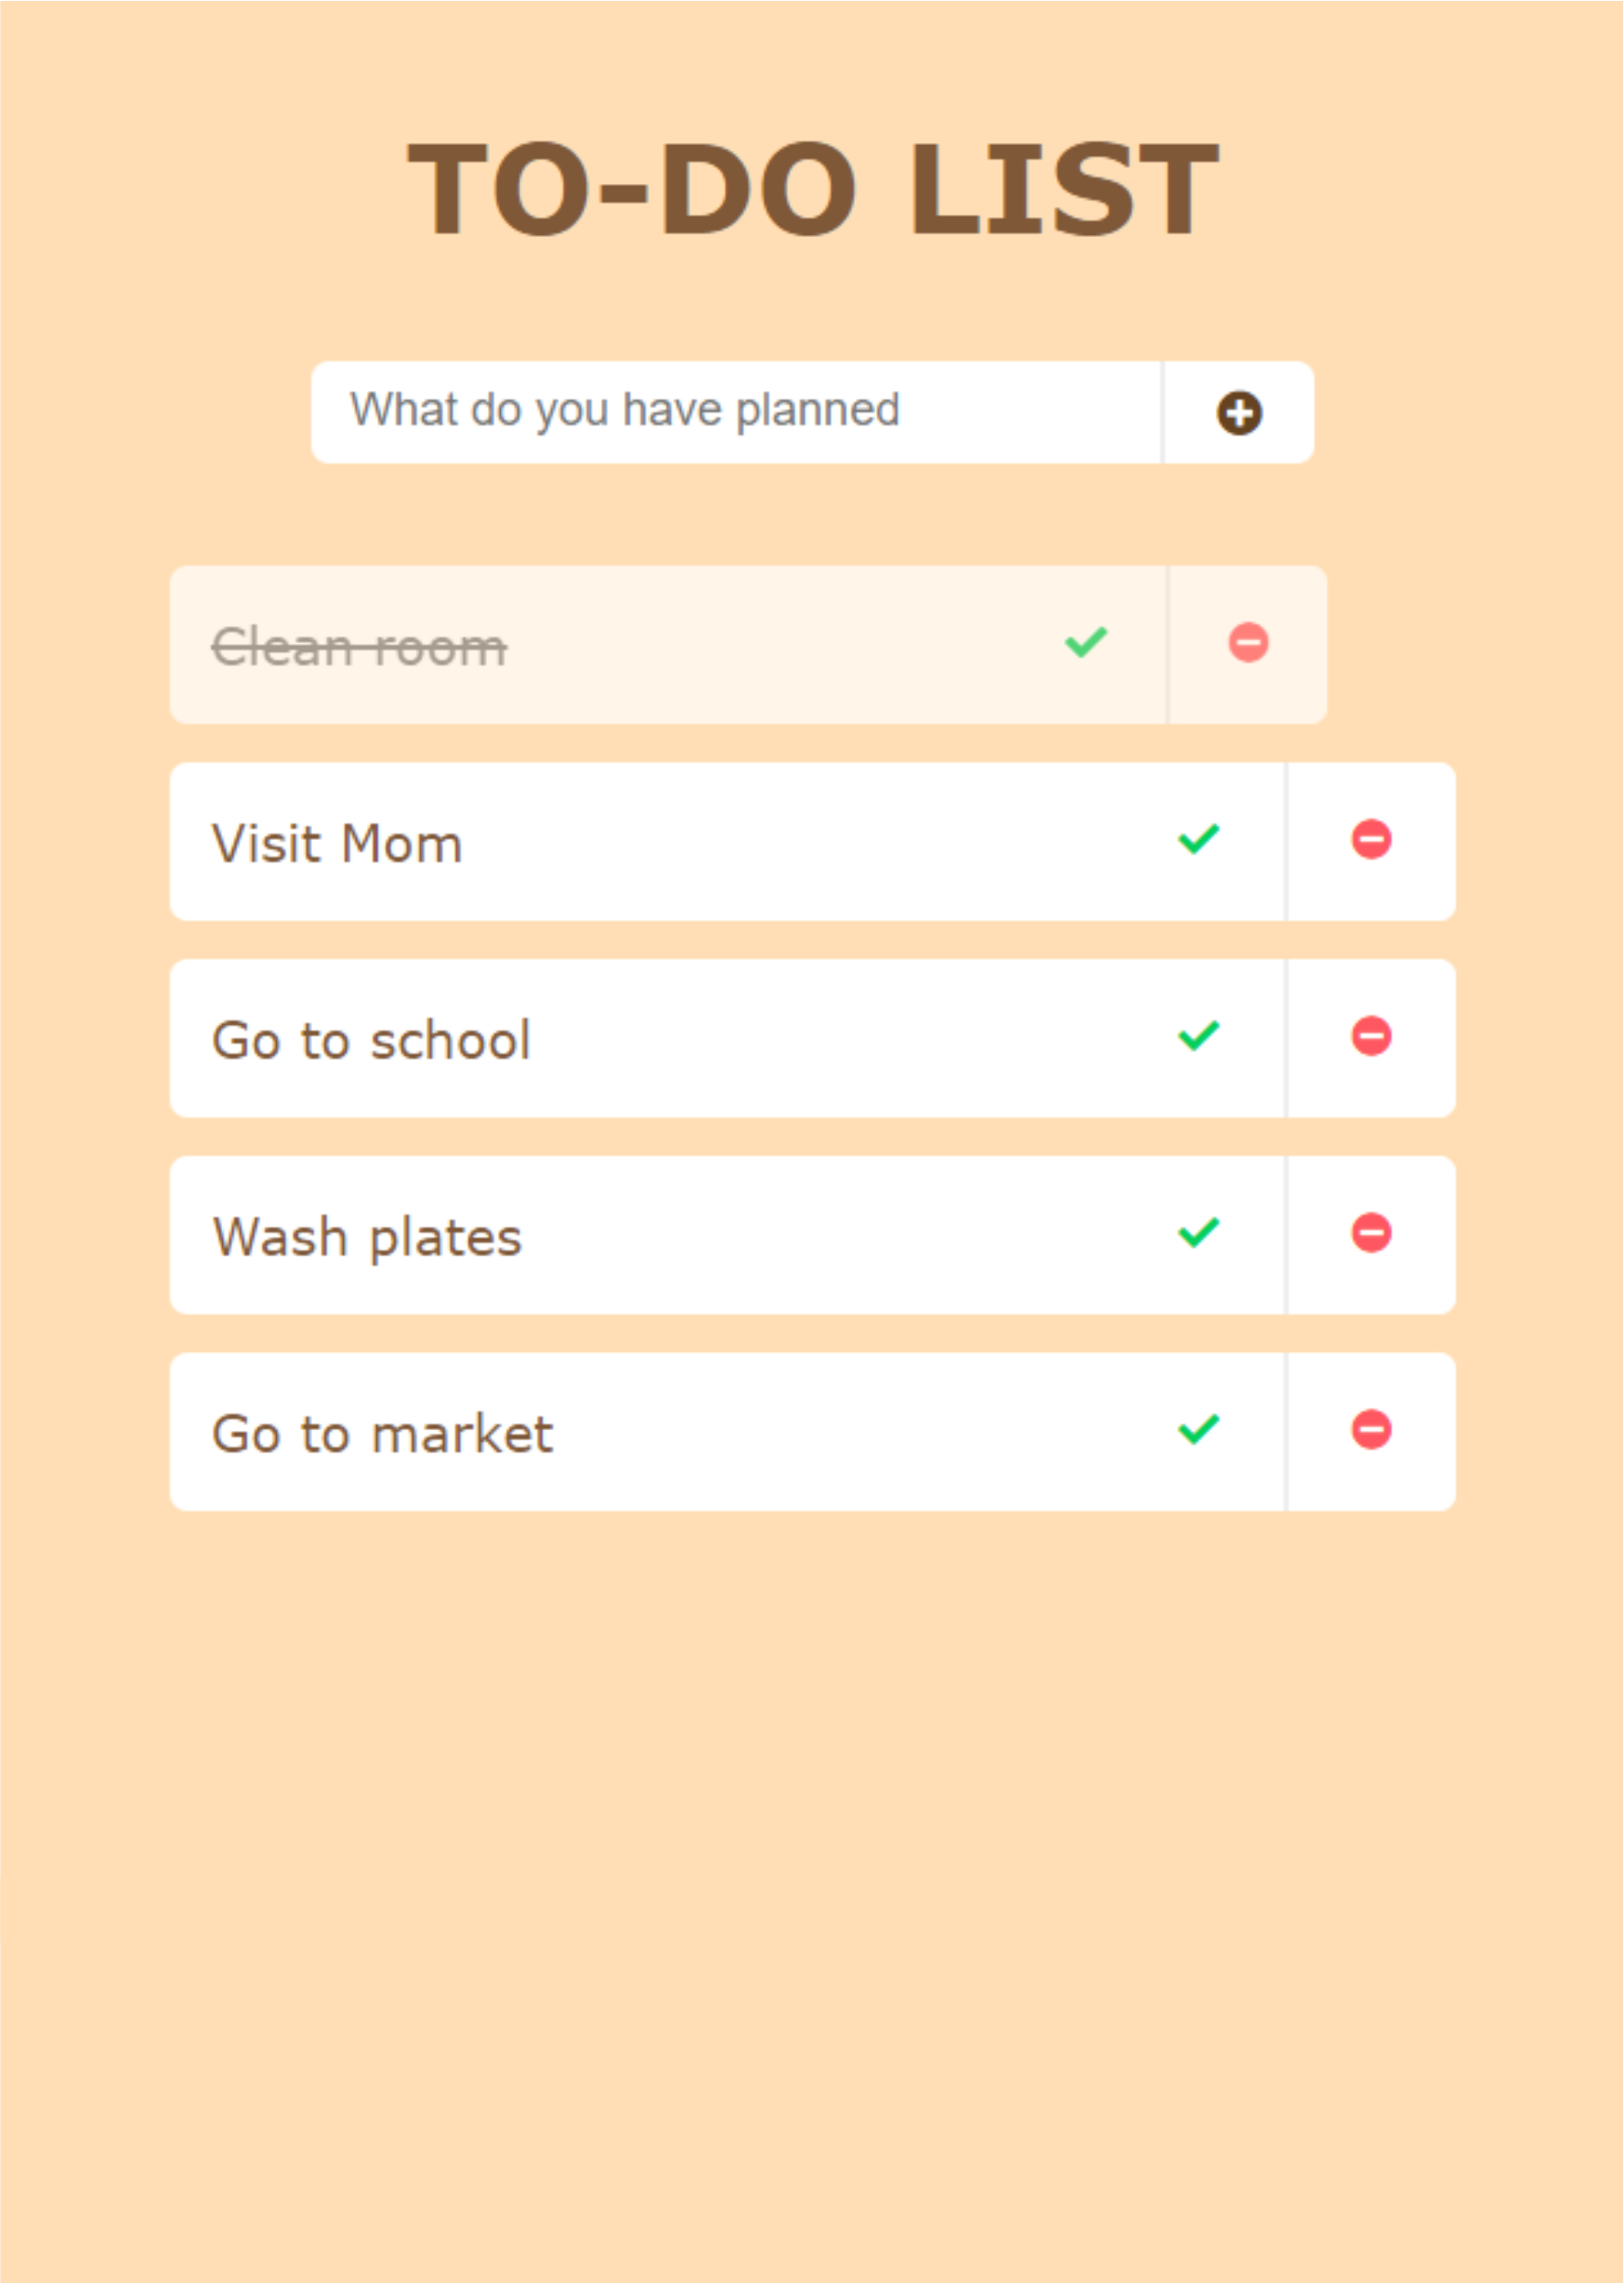 TO-DO LIST
What do you have planned
Clean room
Visit Mom
Go to school
Wash plates
Go to market